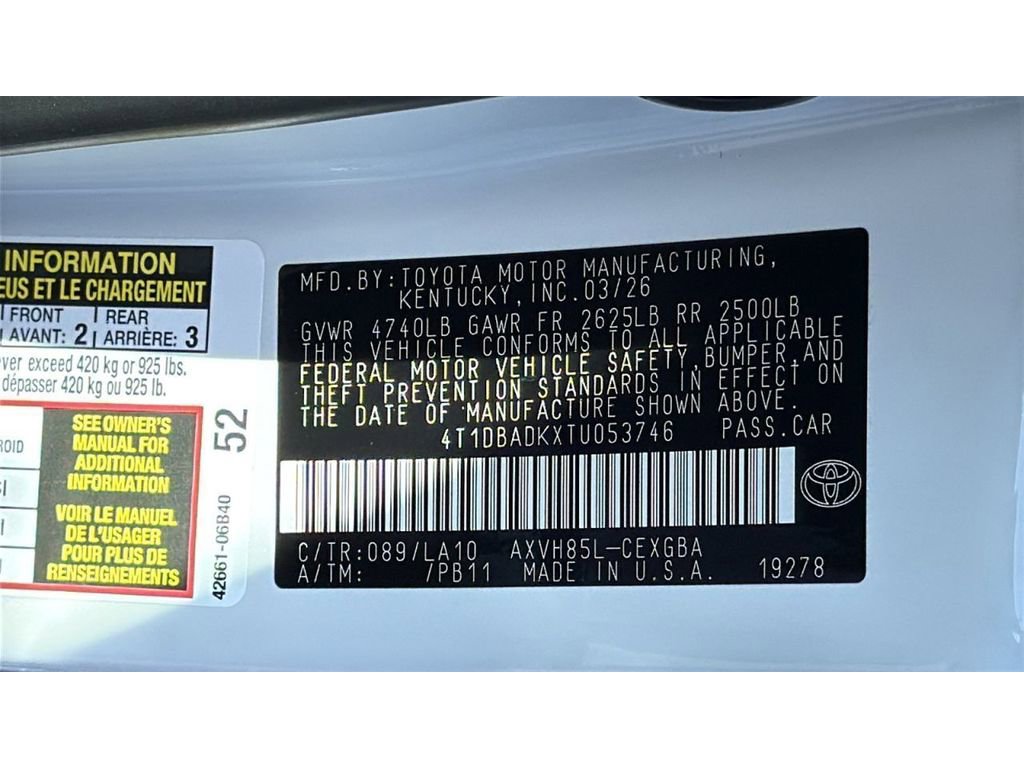 INFORMATION
EUS ET LE CHARGEMENT
FRONT REAR
AVANT: 2 ARRIÈRE: 3
ever exceed 420 kg or 925 lbs.
dépasser 420 kg ou 925 lb.
SEE OWNER'S
MANUAL FOR
ADDITIONAL
INFORMATION
VOIR LE MANUEL
DE L'USAGER
POUR PLUS DE
RENSEIGNEMENTS
ROID
52
42661-06B40
MFD.BY: TOYOTA MOTOR MANUFACTURING,
KENTUCKY, INC. 03/26
GVWR 4740LB GAWR FR 2625LB RR 2500LB
THIS VEHICLE CONFORMS TO ALL APPLICABLE
FEDERAL MOTOR VEHICLE SAFETY, BUMPER, AND
THEFT PREVENTION STANDARDS IN EFFECT ON
THE DATE OF MANUFACTURE SHOWN ABOVE.
4T1DBADKXTU053746 PASS.CAR
C/TR:089/LA10 AXVH85L-CEXGBA
A/TM: /PB11 MADE IN U.S.A. 19278